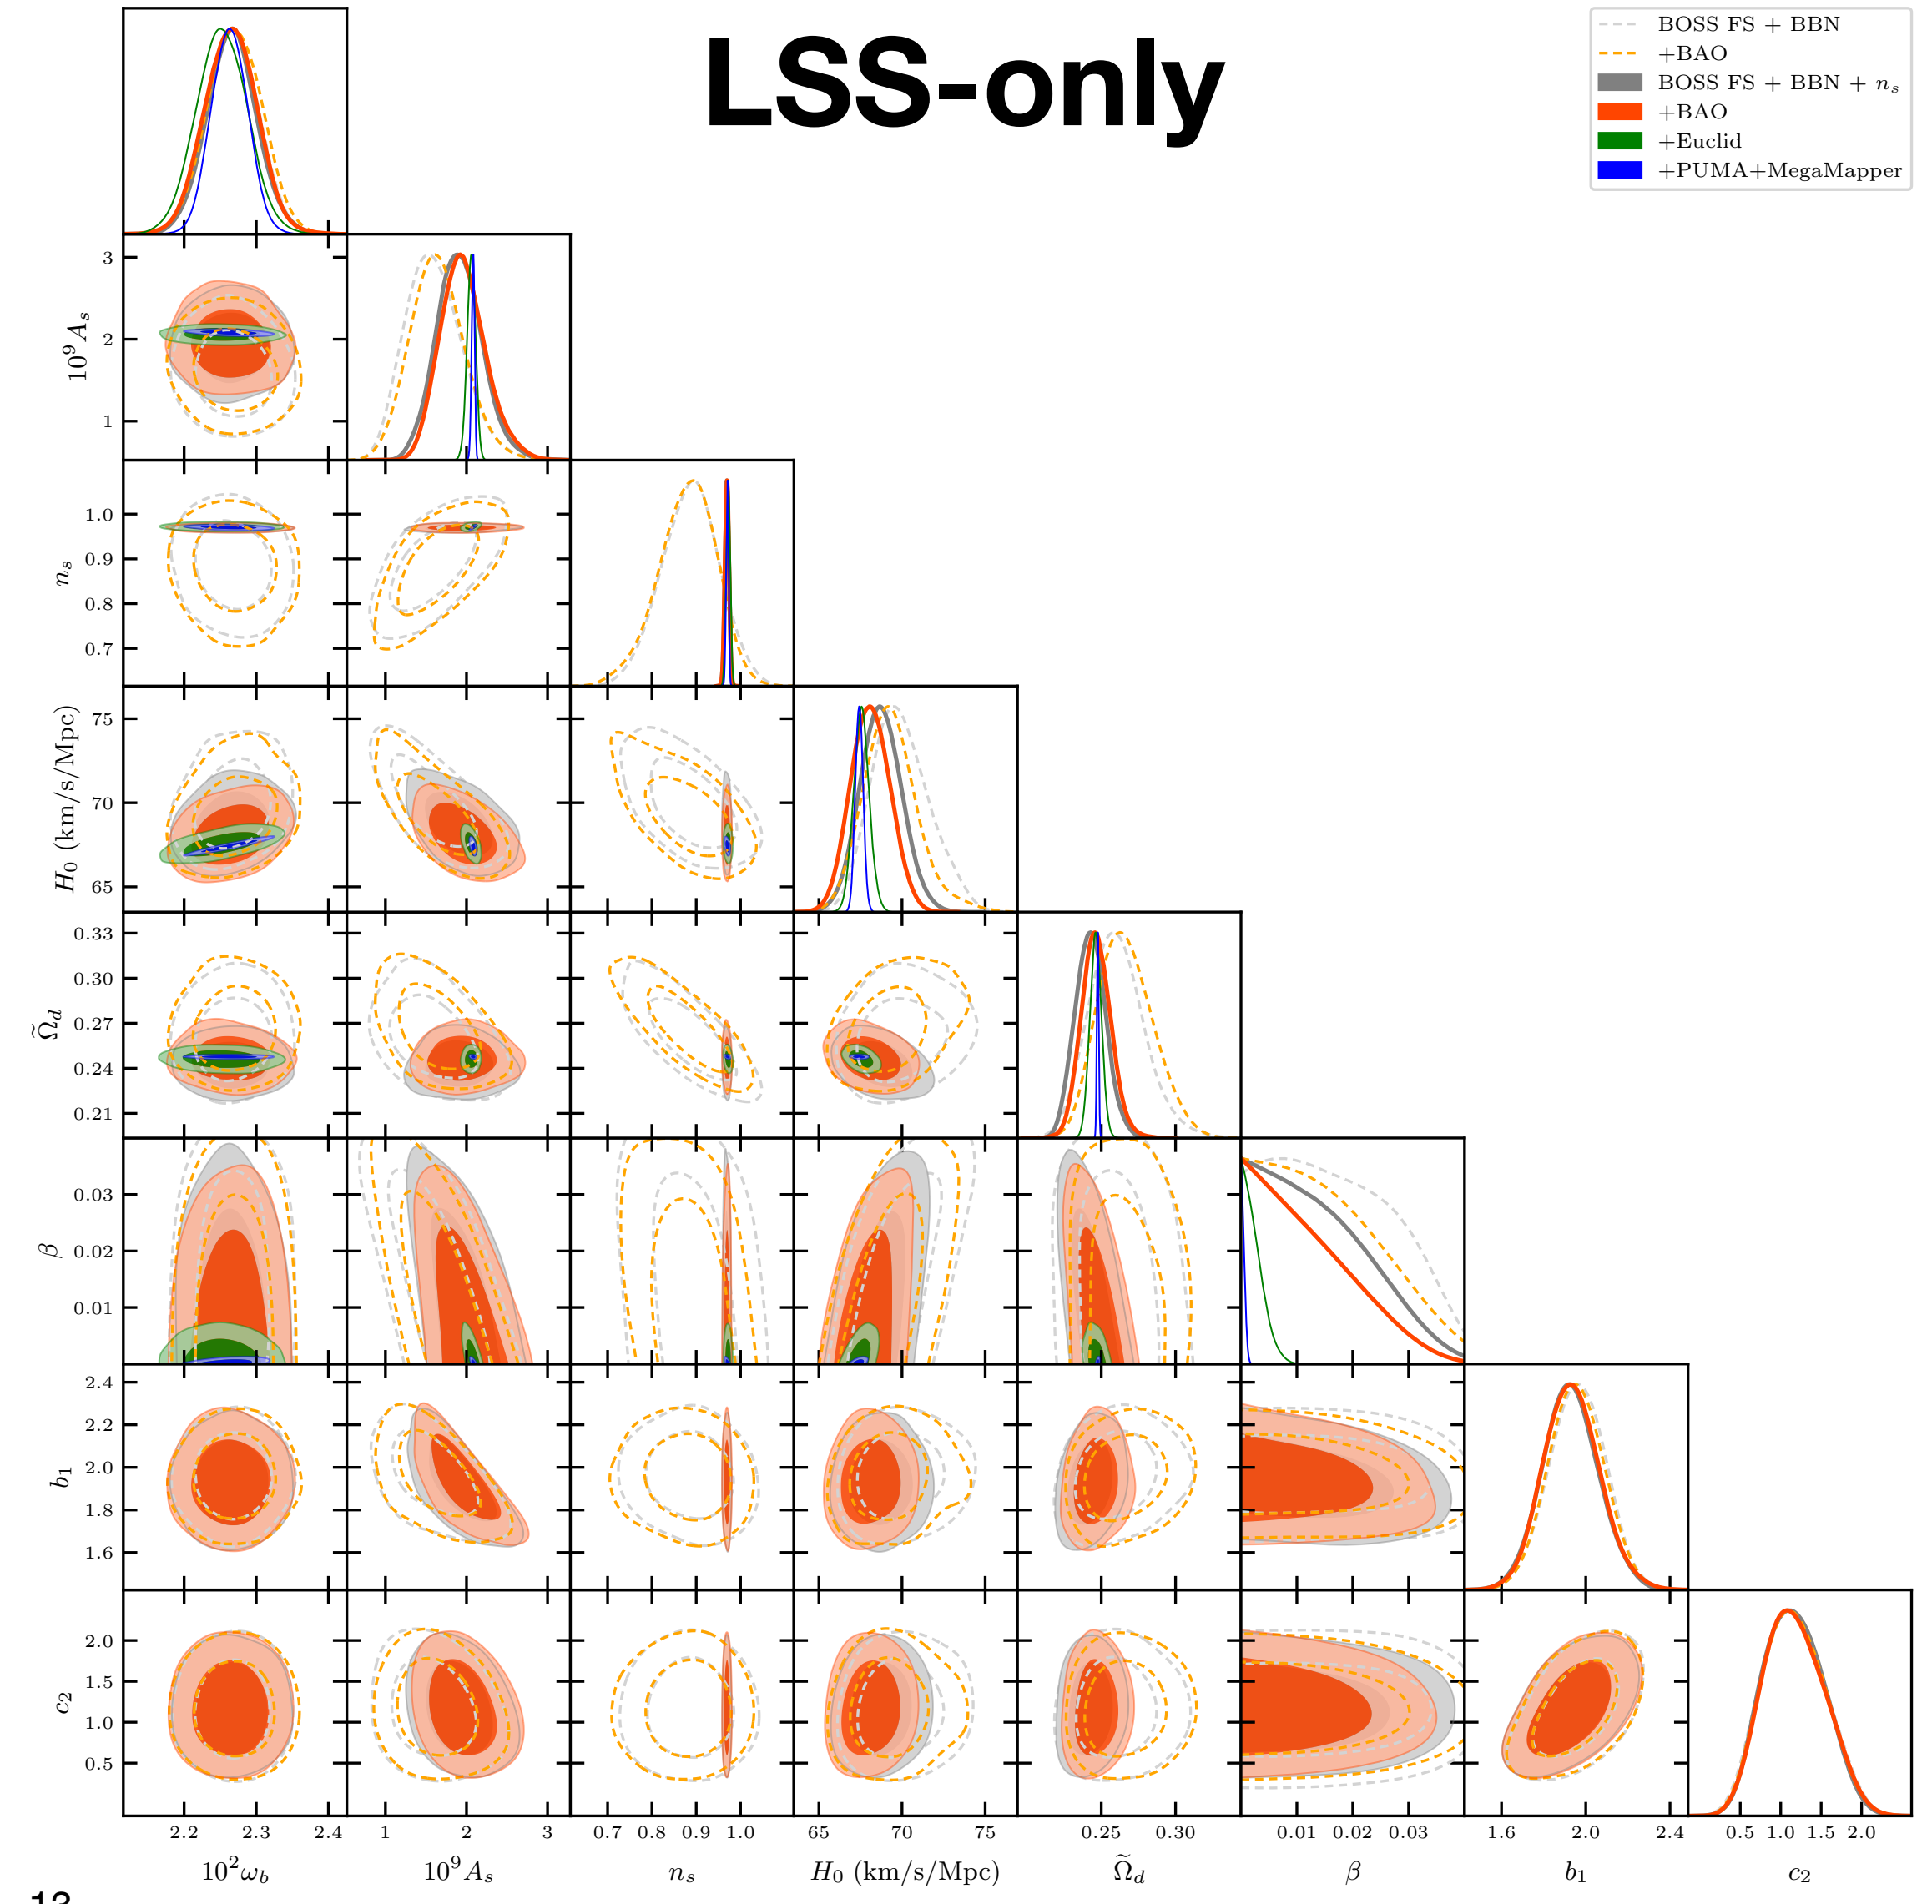 LSS-only
BOSS FS + BBN
+BAO
BOSS FS + BBN + n_s
+BAO
+Euclid
+PUMA+MegaMapper
3
2
1
10^9 A_s
1.0
0.9
0.8
0.7
n_s
75
70
65
H_0 (km/s/Mpc)
0.33
0.30
0.27
0.24
0.21
Ω̃_d
0.03
0.02
0.01
β
2.4
2.2
2.0
1.8
1.6
b_1
2.0
1.5
1.0
0.5
c_2
2.2 2.3 2.4 1 2 3 0.7 0.8 0.9 1.0 65 70 75 0.25 0.30 0.01 0.02 0.03 1.6 2.0 2.4 0.5 1.0 1.5 2.0
10^2 ω_b 10^9 A_s n_s H_0 (km/s/Mpc) Ω̃_d β b_1 c_2